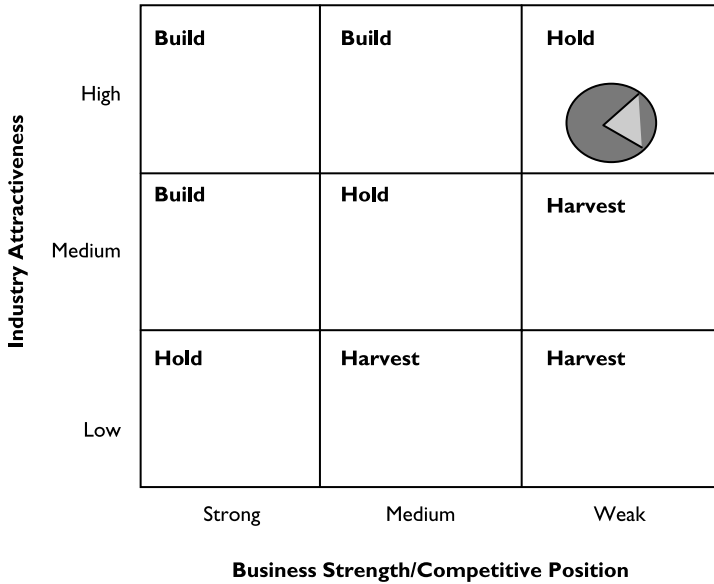 Build
Build
Hold
High
Industry Attractiveness
Build
Hold
Harvest
Medium
Hold
Harvest
Harvest
Low
Strong
Medium
Weak
Business Strength/Competitive Position